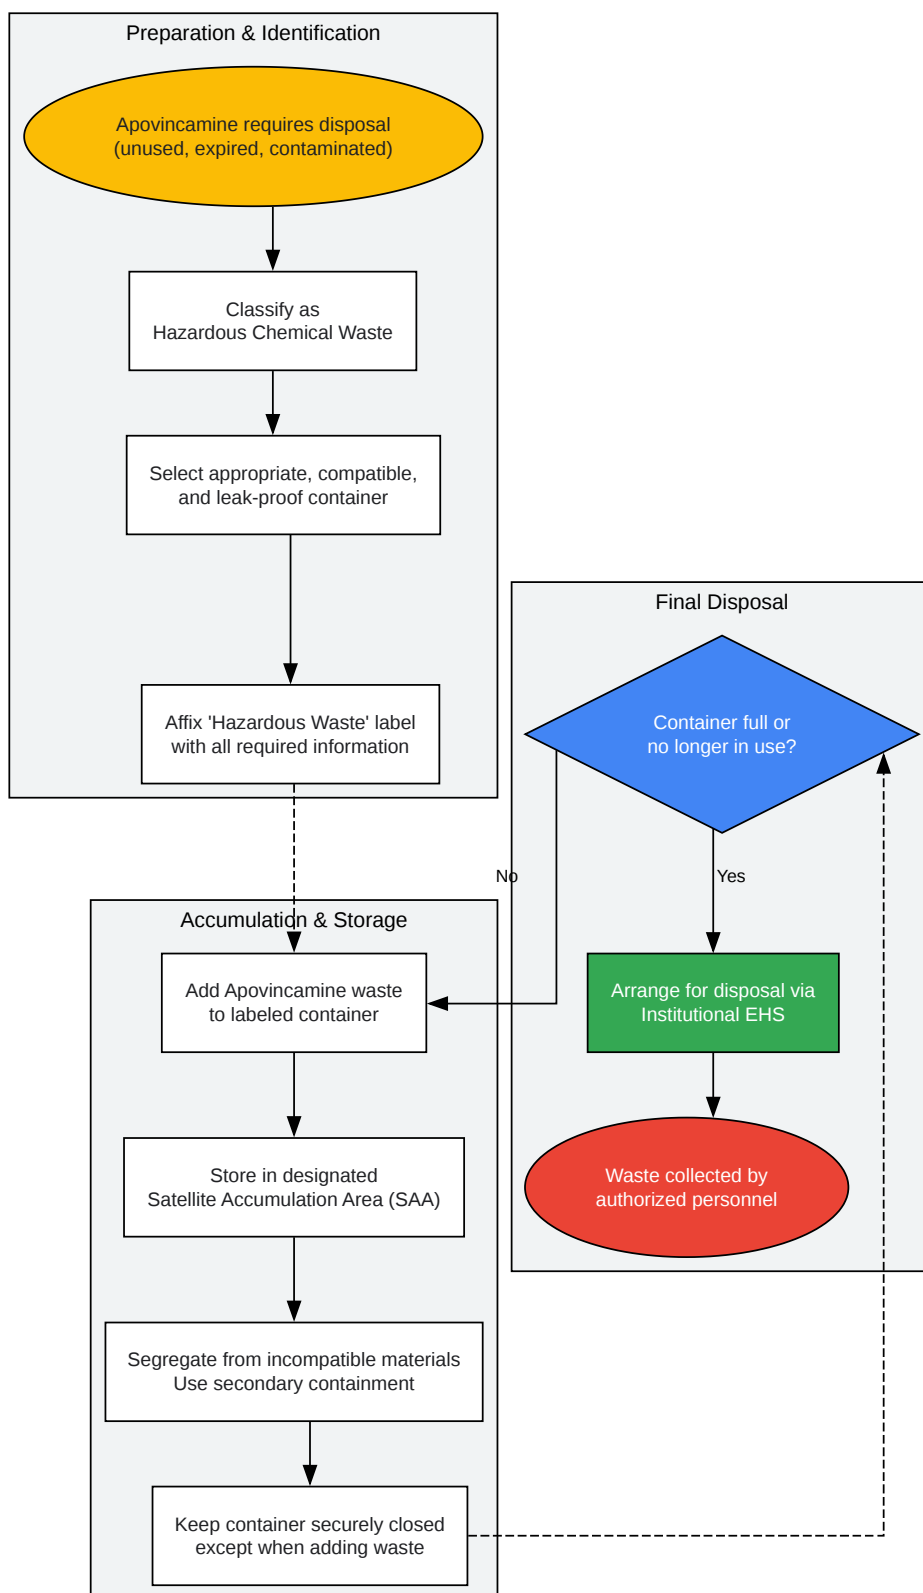 Preparation & Identification
Apovincamine requires disposal
(unused, expired, contaminated)
Classify as
Hazardous Chemical Waste
Select appropriate, compatible,
and leak-proof container
Affix 'Hazardous Waste' label
with all required information
Accumulation & Storage
Add Apovincamine waste
to labeled container
Store in designated
Satellite Accumulation Area (SAA)
Segregate from incompatible materials
Use secondary containment
Keep container securely closed
except when adding waste
Final Disposal
Container full or
no longer in use?
No
Yes
Arrange for disposal via
Institutional EHS
Waste collected by
authorized personnel